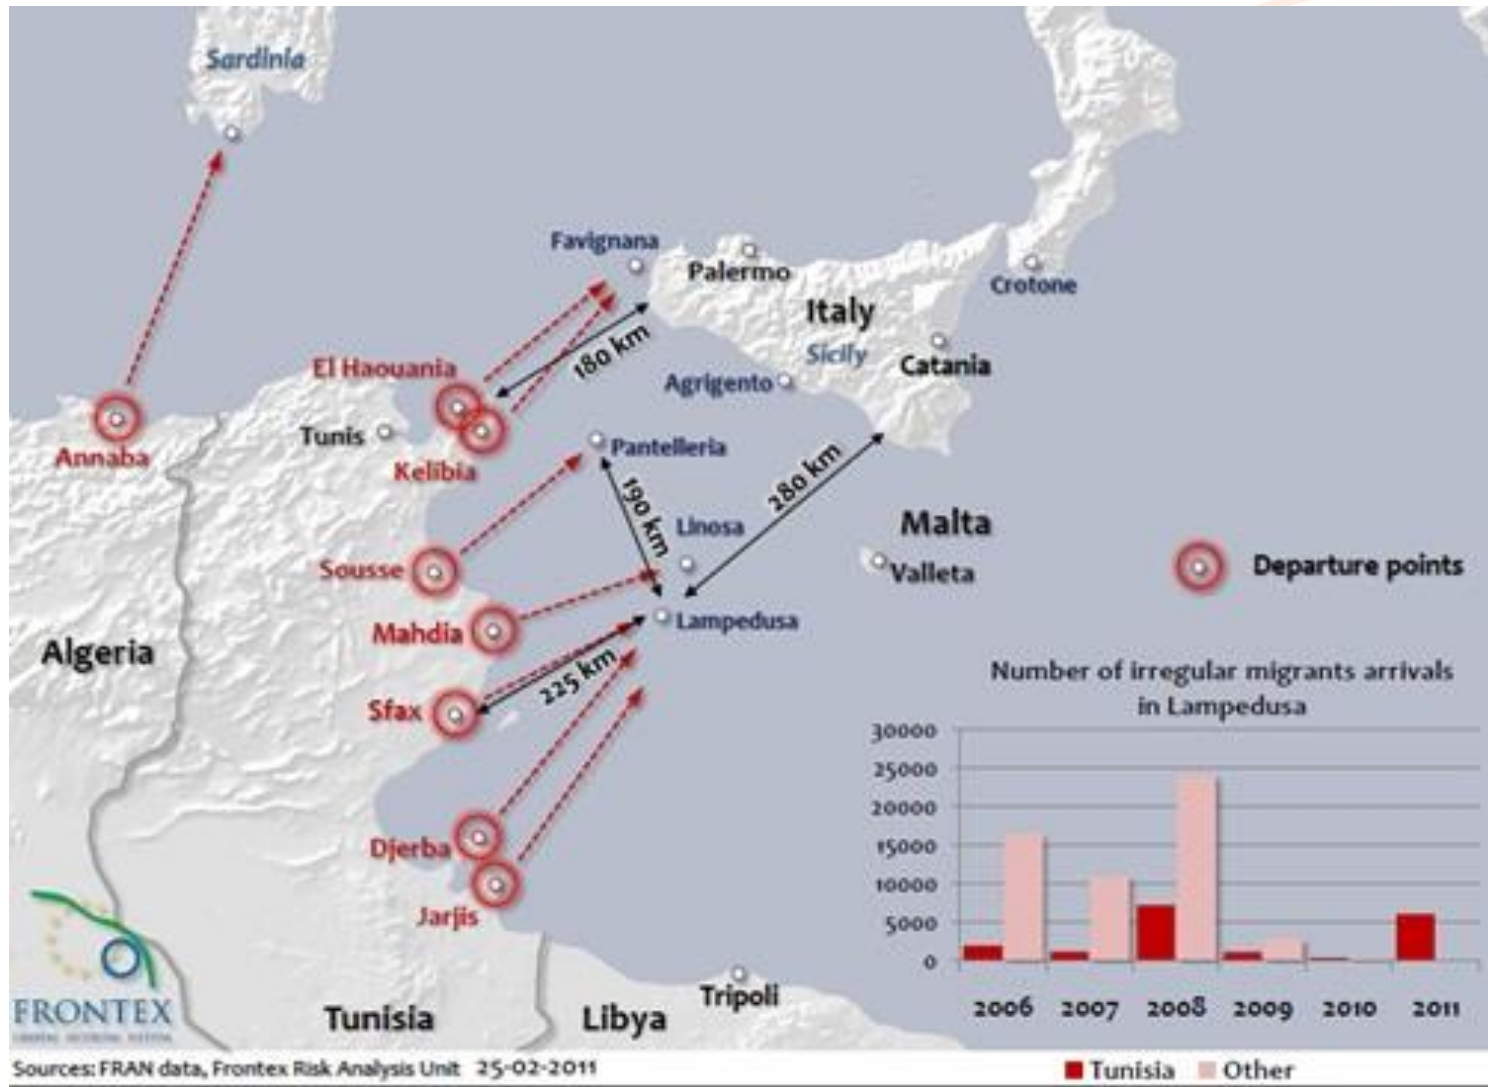 Sardinia
Favignana
Palermo
Italy
Crotone
Sicily
180 km
El Haouania
Catania
Agrigento
Tunis
Annaba
Kelibia
Pantelleria
280 km
190 km
Linosa
Malta
Sousse
Valleta
Departure points
Mahdia
Lampedusa
Algeria
225 km
Sfax
Number of irregular migrants arrivals
in Lampedusa
30000
25000
20000
15000
10000
5000
0
2006 2007 2008 2009 2010 2011
Djerba
Jarjis
Tripoli
FRONTEX
Tunisia
Libya
Sources: FRAN data, Frontex Risk Analysis Unit 25-02-2011
Tunisia Other